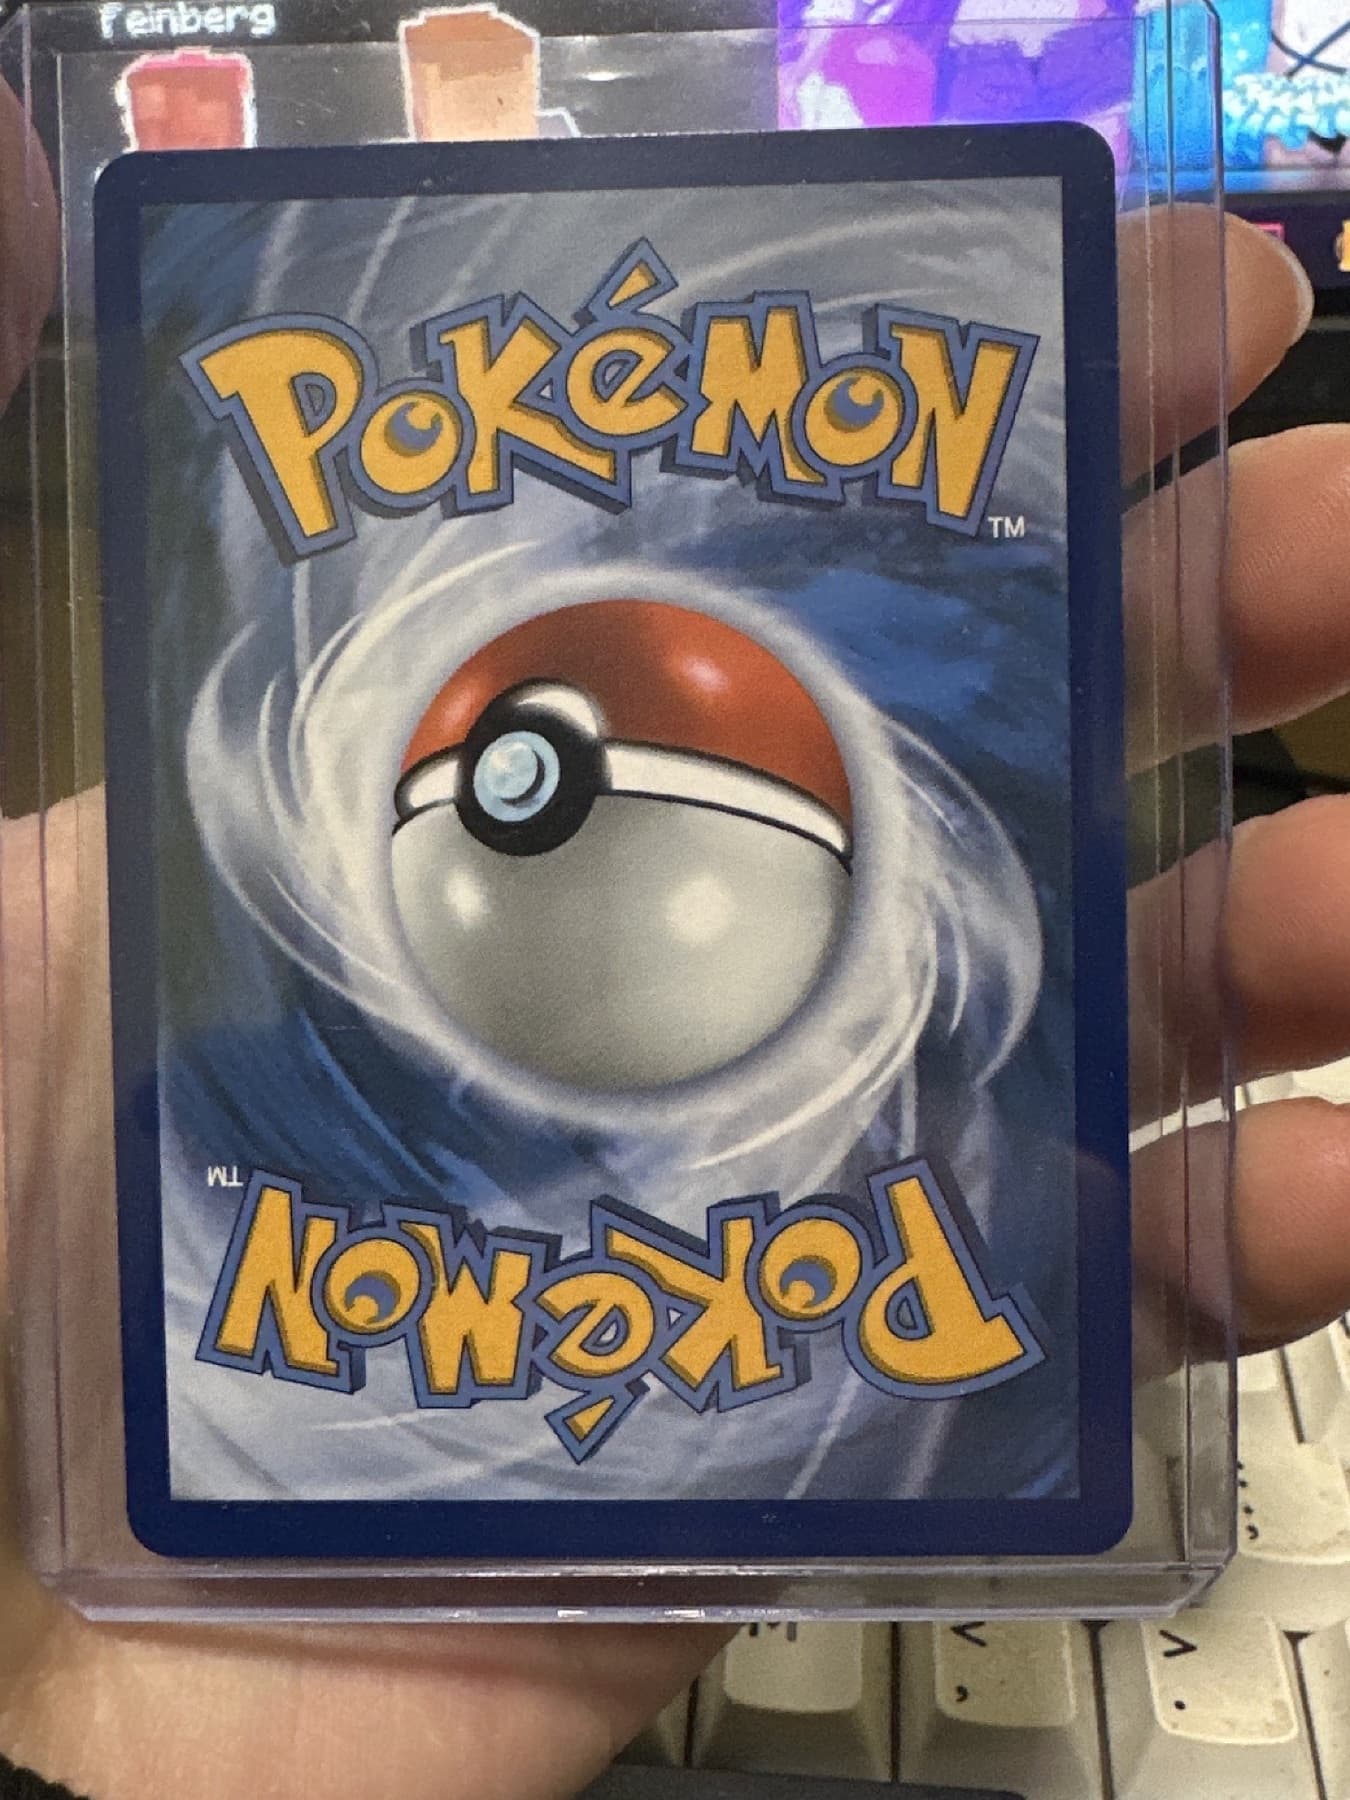 Feinberg
POKéMON
TM
TM
POKéMON
M
<
,
>
.
:
;